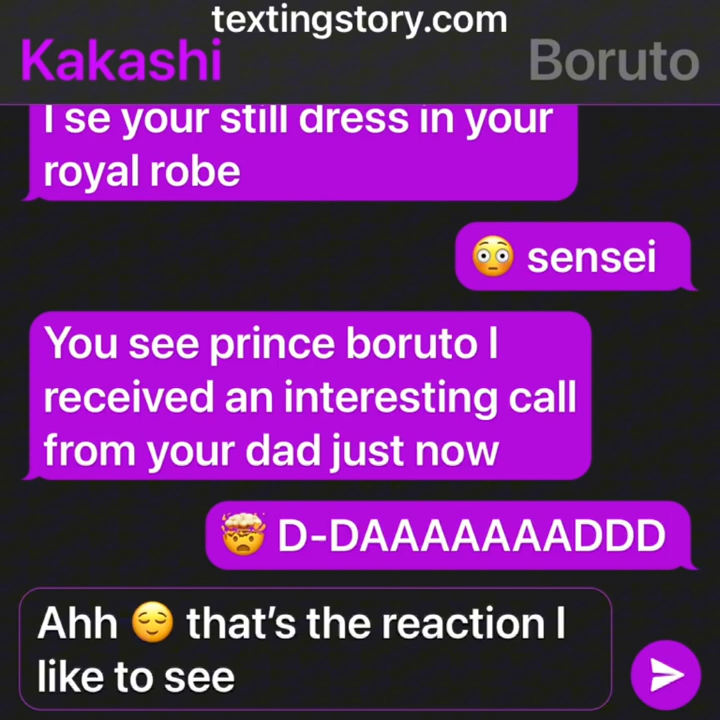 textingstory.com
Kakashi
Boruto
I se your still dress in your
royal robe
😳 sensei
You see prince boruto I
received an interesting call
from your dad just now
🤯 D-DAAAAAAADDD
Ahh 😌 that's the reaction I
like to see